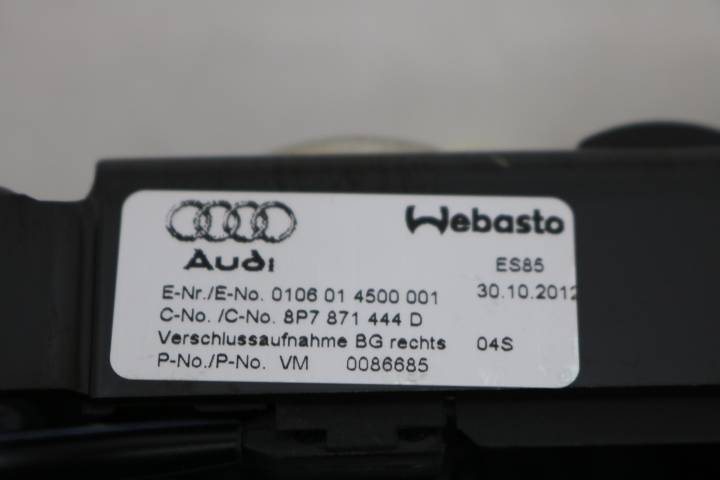 Audi
Webasto
ES85
E-Nr./E-No. 0106 01 4500 001 30.10.2012
C-No. /C-No. 8P7 871 444 D
Verschlussaufnahme BG rechts 04S
P-No./P-No. VM 0086685